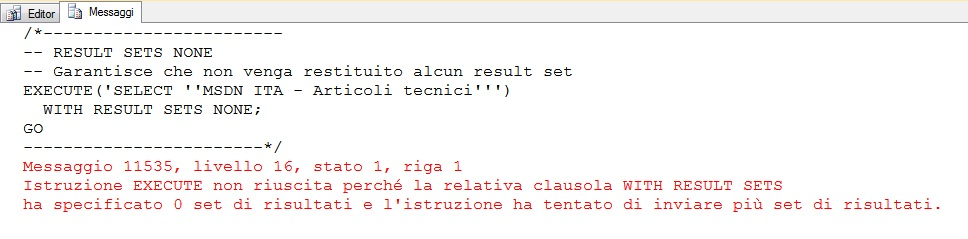 Editor Messaggi
/*------------------------
-- RESULT SETS NONE
-- Garantisce che non venga restituito alcun result set
EXECUTE('SELECT ''MSDN ITA - Articoli tecnici''')
  WITH RESULT SETS NONE;
GO
------------------------*/
Messaggio 11535, livello 16, stato 1, riga 1
Istruzione EXECUTE non riuscita perché la relativa clausola WITH RESULT SETS
ha specificato 0 set di risultati e l'istruzione ha tentato di inviare più set di risultati.